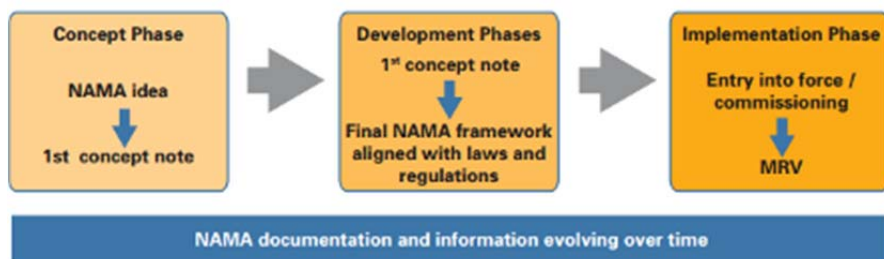 Concept Phase
NAMA idea
1st concept note
Development Phases
1st concept note
Final NAMA framework
aligned with laws and
regulations
Implementation Phase
Entry into force /
commissioning
MRV
NAMA documentation and information evolving over time